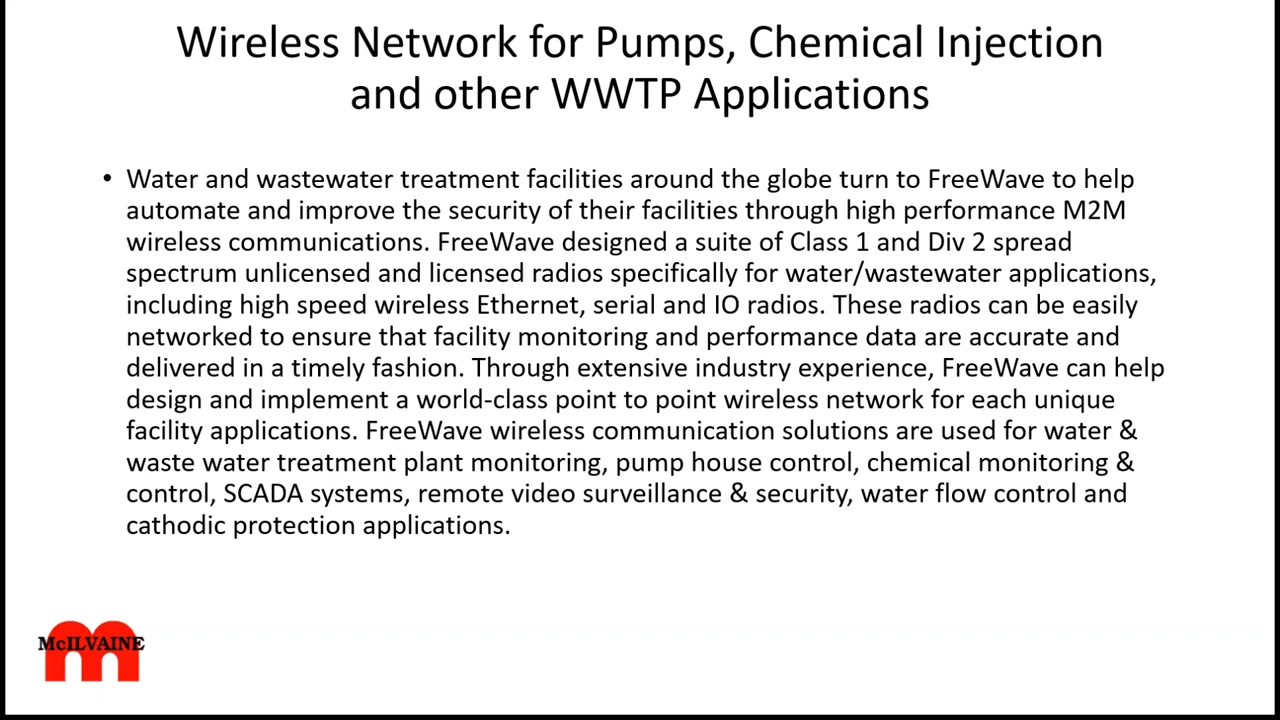 Wireless Network for Pumps, Chemical Injection
and other WWTP Applications
• Water and wastewater treatment facilities around the globe turn to FreeWave to help
automate and improve the security of their facilities through high performance M2M
wireless communications. FreeWave designed a suite of Class 1 and Div 2 spread
spectrum unlicensed and licensed radios specifically for water/wastewater applications,
including high speed wireless Ethernet, serial and IO radios. These radios can be easily
networked to ensure that facility monitoring and performance data are accurate and
delivered in a timely fashion. Through extensive industry experience, FreeWave can help
design and implement a world-class point to point wireless network for each unique
facility applications. FreeWave wireless communication solutions are used for water &
waste water treatment plant monitoring, pump house control, chemical monitoring &
control, SCADA systems, remote video surveillance & security, water flow control and
cathodic protection applications.
McILVAINE